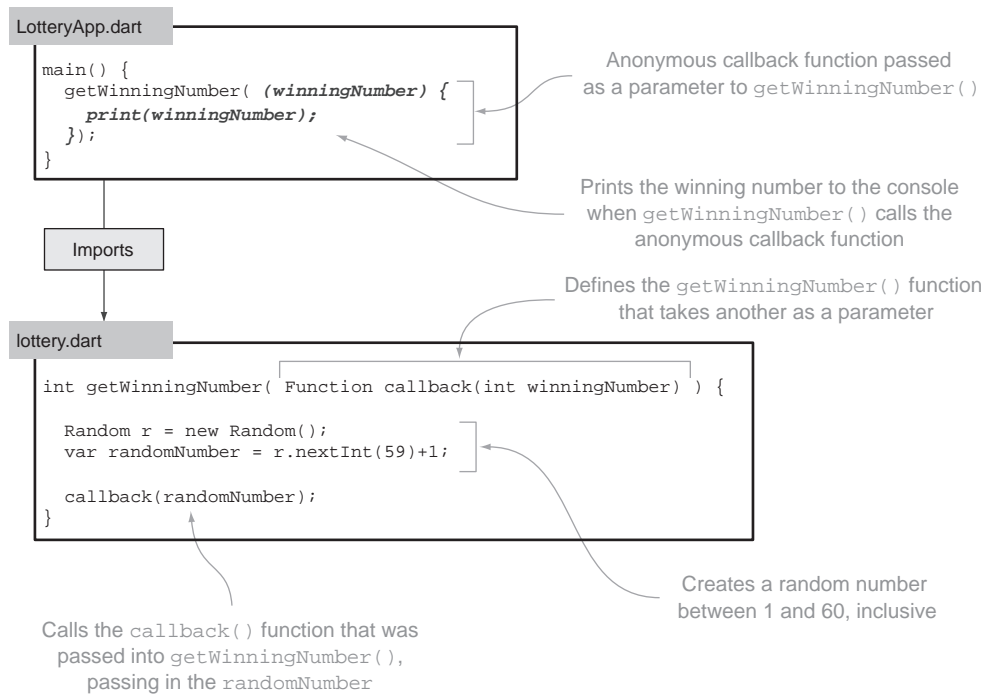 LotteryApp.dart
main() {
getWinningNumber( (winningNumber) {
print(winningNumber);
});
}
Anonymous callback function passed
as a parameter to getWinningNumber()
Prints the winning number to the console
when getWinningNumber() calls the
anonymous callback function
Imports
Defines the getWinningNumber() function
that takes another as a parameter
lottery.dart
int getWinningNumber( Function callback(int winningNumber) ) {
Random r = new Random();
var randomNumber = r.nextInt(59)+1;
callback(randomNumber);
}
Creates a random number
between 1 and 60, inclusive
Calls the callback() function that was
passed into getWinningNumber(),
passing in the randomNumber